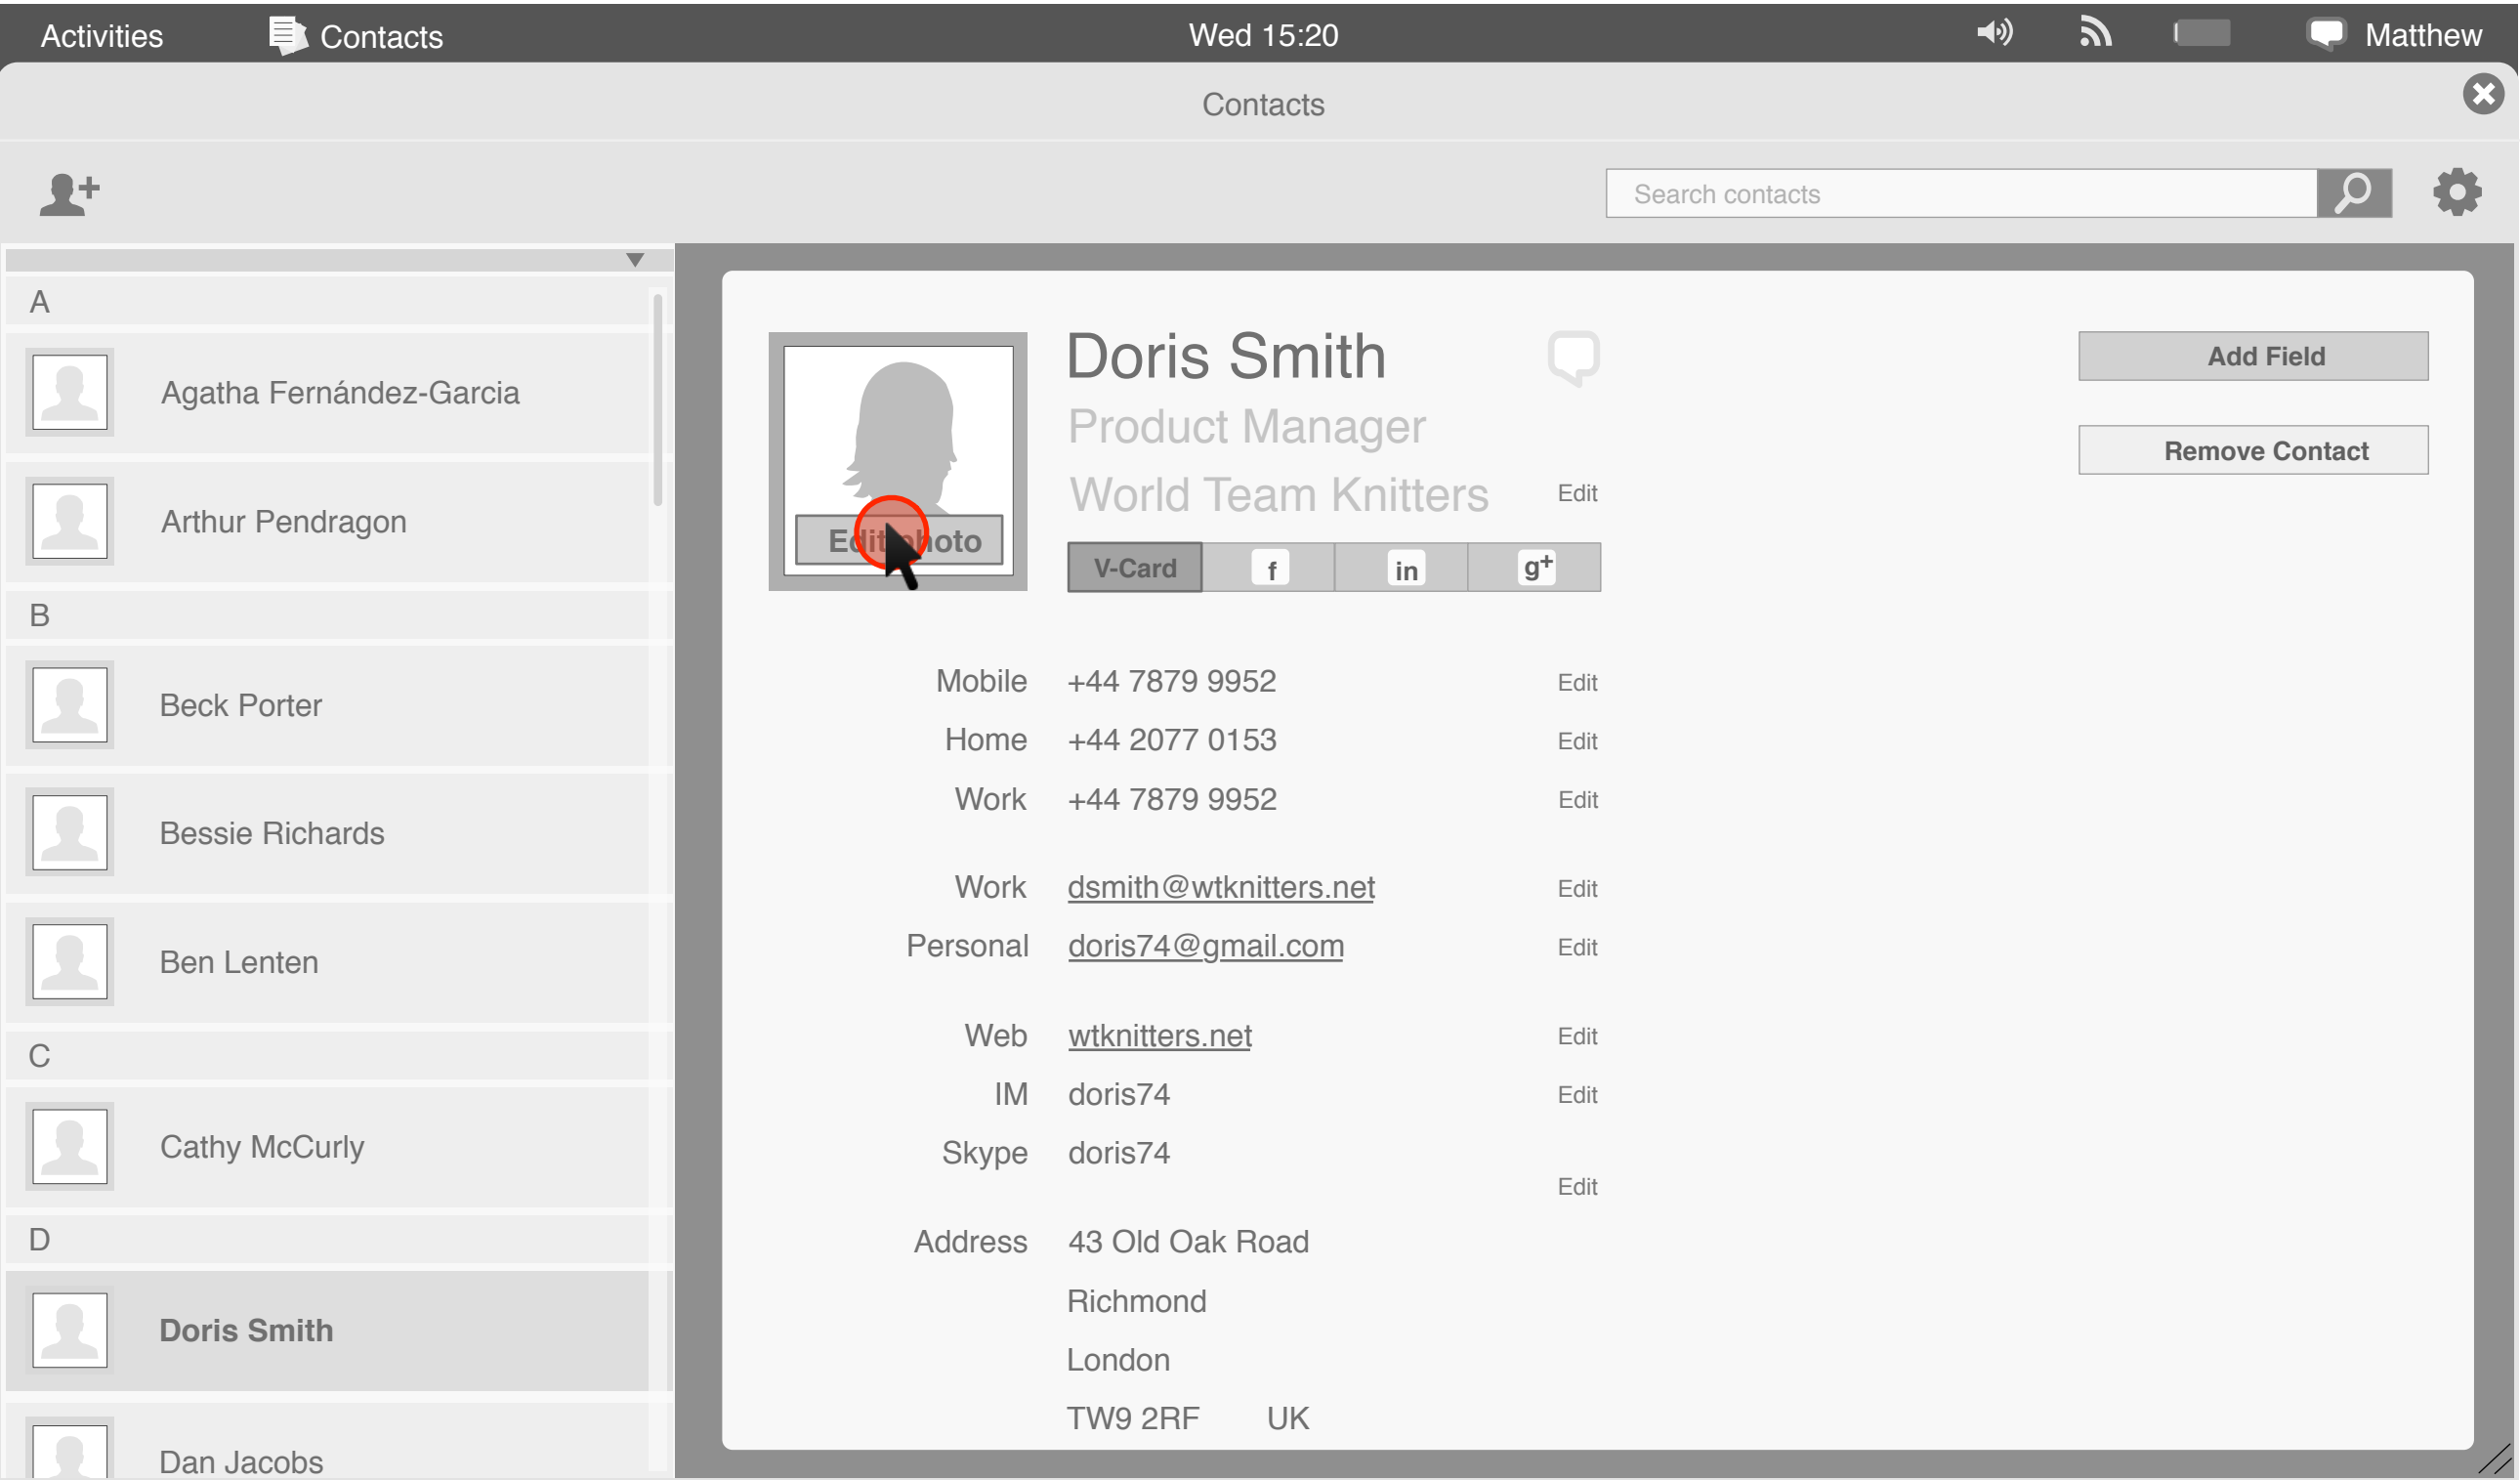 Activities
Contacts
Wed 15:20
Matthew
Contacts
Search contacts
A
Agatha Fernández-Garcia
Arthur Pendragon
B
Beck Porter
Bessie Richards
Ben Lenten
C
Cathy McCurly
D
Doris Smith
Dan Jacobs
Doris Smith
Product Manager
World Team Knitters Edit
Edit photo
V-Card f in g+
Add Field
Remove Contact
Mobile +44 7879 9952 Edit
Home +44 2077 0153 Edit
Work +44 7879 9952 Edit
Work dsmith@wtknitters.net Edit
Personal doris74@gmail.com Edit
Web wtknitters.net Edit
IM doris74 Edit
Skype doris74
Edit
Address 43 Old Oak Road
Richmond
London
TW9 2RF UK